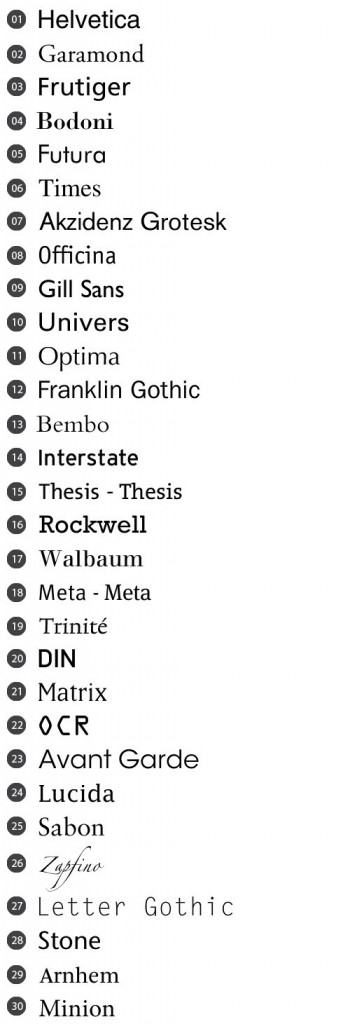 01 Helvetica
02 Garamond
03 Frutiger
04 Bodoni
05 Futura
06 Times
07 Akzidenz Grotesk
08 Officina
09 Gill Sans
10 Univers
11 Optima
12 Franklin Gothic
13 Bembo
14 Interstate
15 Thesis - Thesis
16 Rockwell
17 Walbaum
18 Meta - Meta
19 Trinité
20 DIN
21 Matrix
22 OCR
23 Avant Garde
24 Lucida
25 Sabon
26 Zapfino
27 Letter Gothic
28 Stone
29 Arnhem
30 Minion